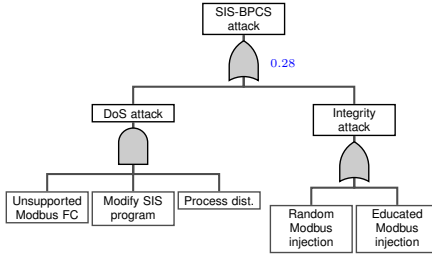 SIS-BPCS
attack
0.28
DoS attack
Integrity
attack
Unsupported
Modbus FC
Modify SIS
program
Process dist.
Random
Modbus
injection
Educated
Modbus
injection